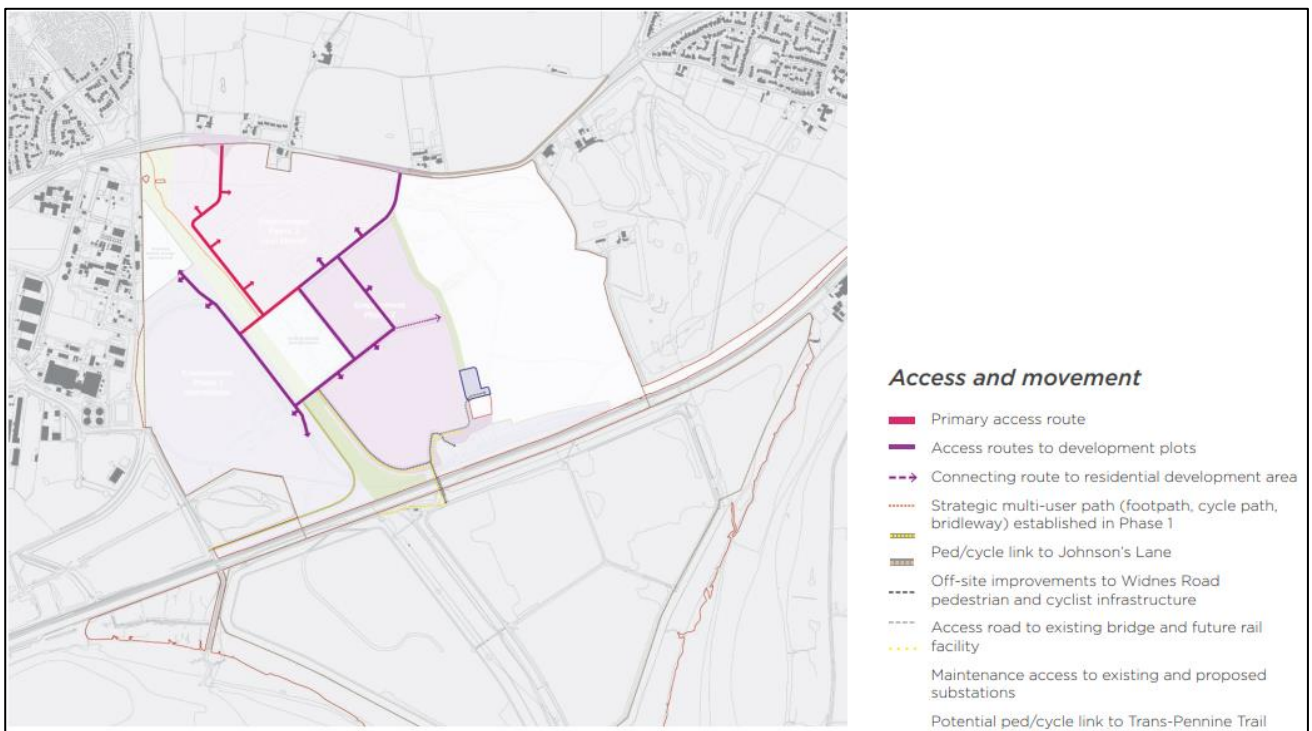 Access and movement
Primary access route
Access routes to development plots
Connecting route to residential development area
Strategic multi-user path (footpath, cycle path,
bridleway) established in Phase 1
Ped/cycle link to Johnson's Lane
Off-site improvements to Widnes Road
pedestrian and cyclist infrastructure
Access road to existing bridge and future rail
facility
Maintenance access to existing and proposed
substations
Potential ped/cycle link to Trans-Pennine Trail